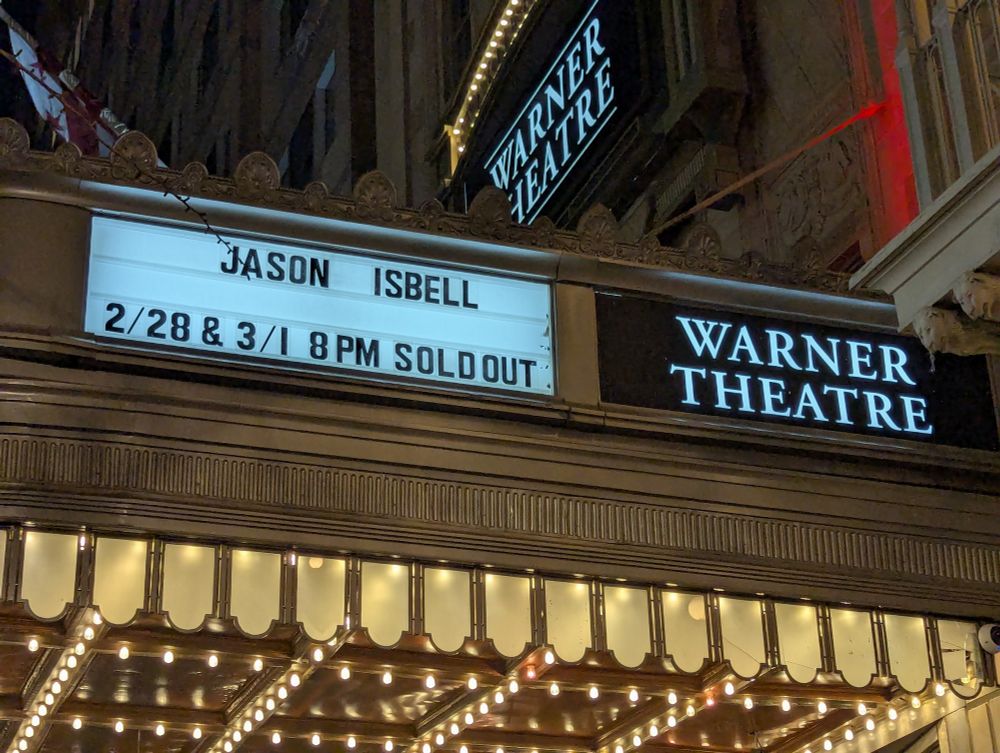 WARNER
THEATRE
JASON ISBELL
2/28 & 3/1 8PM SOLD OUT
WARNER
THEATRE